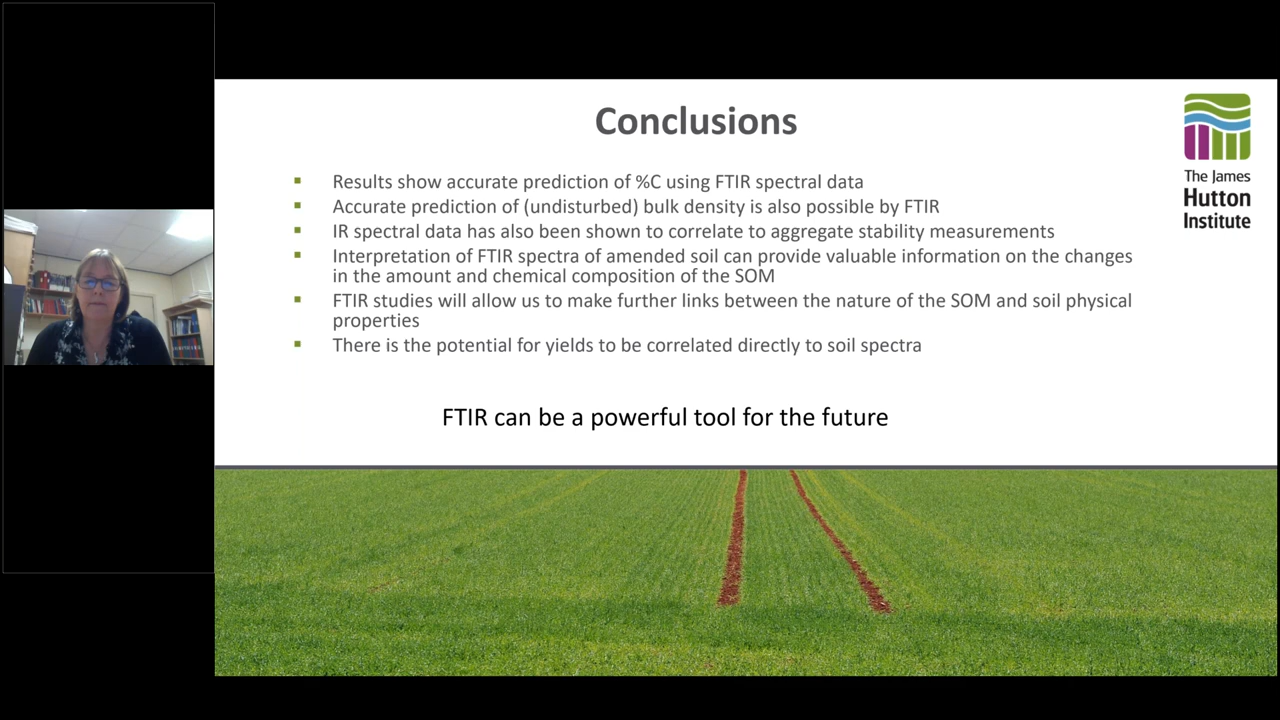 Conclusions
The James
Hutton
Institute
▪ Results show accurate prediction of %C using FTIR spectral data
▪ Accurate prediction of (undisturbed) bulk density is also possible by FTIR
▪ IR spectral data has also been shown to correlate to aggregate stability measurements
▪ Interpretation of FTIR spectra of amended soil can provide valuable information on the changes
in the amount and chemical composition of the SOM
▪ FTIR studies will allow us to make further links between the nature of the SOM and soil physical
properties
▪ There is the potential for yields to be correlated directly to soil spectra
FTIR can be a powerful tool for the future